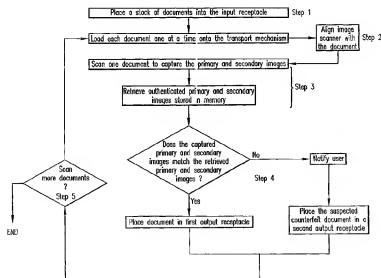 Place a stack of documents into the input receptacle
Step 1
Load each document one at a time onto the transport mechanism
Align image
scanner with
the document
Step 2
Scan one document to capture the primary and secondary images
Retrieve authenticated primary and secondary
images stored in memory
Step 3
Does the captured
primary and secondary
images match the retrieved
primary and secondary
images ?
No
Notify user
Step 4
Scan
more documents
?
Step 5
Yes
END
Place document in first output receptacle
Place the suspected
counterfeit document in a
second output receptacle